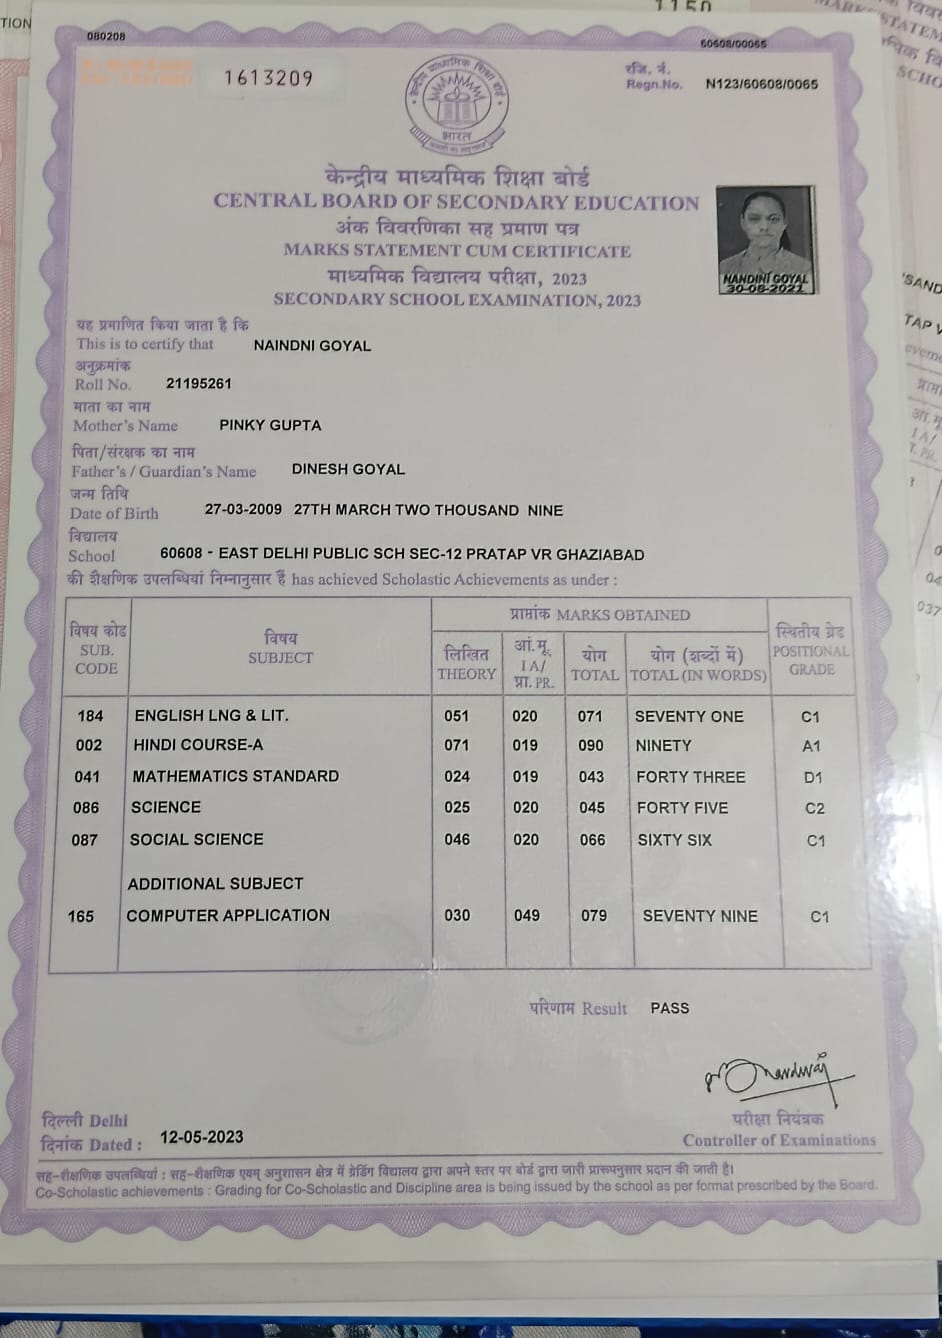 TION
1150
080208
60608/00065
1613209
रजि. नं.
Regn.No. N123/60608/0065
भारत
केन्द्रीय माध्यमिक शिक्षा बोर्ड
CENTRAL BOARD OF SECONDARY EDUCATION
अंक विवरणिका सह प्रमाण पत्र
MARKS STATEMENT CUM CERTIFICATE
माध्यमिक विद्यालय परीक्षा, 2023
SECONDARY SCHOOL EXAMINATION, 2023
NANDINI GOYAL
30-08-2021
यह प्रमाणित किया जाता है कि
This is to certify that NAINDNI GOYAL
अनुक्रमांक
Roll No. 21195261
माता का नाम
Mother's Name PINKY GUPTA
पिता/संरक्षक का नाम
Father's / Guardian's Name DINESH GOYAL
जन्म तिथि
Date of Birth 27-03-2009 27TH MARCH TWO THOUSAND NINE
विद्यालय
School 60608 - EAST DELHI PUBLIC SCH SEC-12 PRATAP VR GHAZIABAD
की शैक्षणिक उपलब्धियां निम्नानुसार हैं has achieved Scholastic Achievements as under :
विषय कोड SUB. CODE विषय SUBJECT प्राप्तांक MARKS OBTAINED स्थितीय ग्रेड POSITIONAL GRADE
लिखित THEORY आं.मू. IA/ प्रा. PR. योग TOTAL योग (शब्दों में) TOTAL (IN WORDS)
184 ENGLISH LNG & LIT. 051 020 071 SEVENTY ONE C1
002 HINDI COURSE-A 071 019 090 NINETY A1
041 MATHEMATICS STANDARD 024 019 043 FORTY THREE D1
086 SCIENCE 025 020 045 FORTY FIVE C2
087 SOCIAL SCIENCE 046 020 066 SIXTY SIX C1
ADDITIONAL SUBJECT
165 COMPUTER APPLICATION 030 049 079 SEVENTY NINE C1
परिणाम Result PASS
दिल्ली Delhi
दिनांक Dated : 12-05-2023
परीक्षा नियंत्रक
Controller of Examinations
सह-शैक्षणिक उपलब्धियां : सह-शैक्षणिक एवम् अनुशासन क्षेत्र में ग्रेडिंग विद्यालय द्वारा अपने स्तर पर बोर्ड द्वारा जारी प्रारूपनुसार प्रदान की जाती है।
Co-Scholastic achievements : Grading for Co-Scholastic and Discipline area is being issued by the school as per format prescribed by the Board.